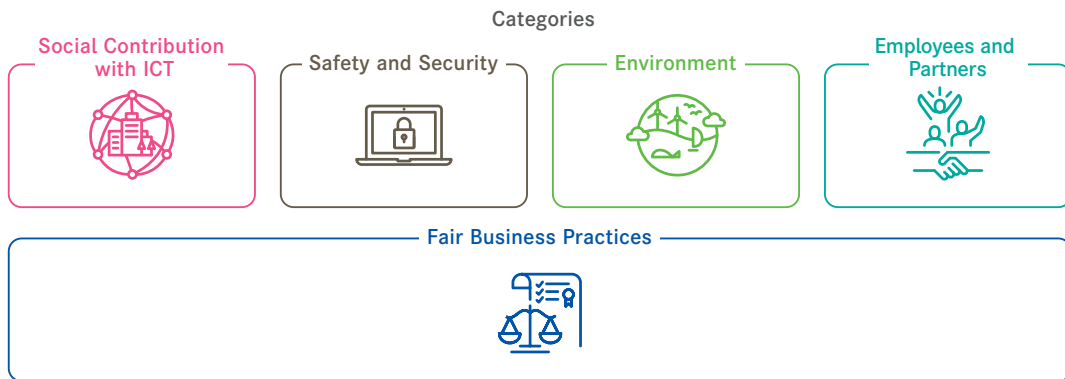 Categories
Social Contribution
with ICT
Safety and Security
Environment
Employees and
Partners
Fair Business Practices